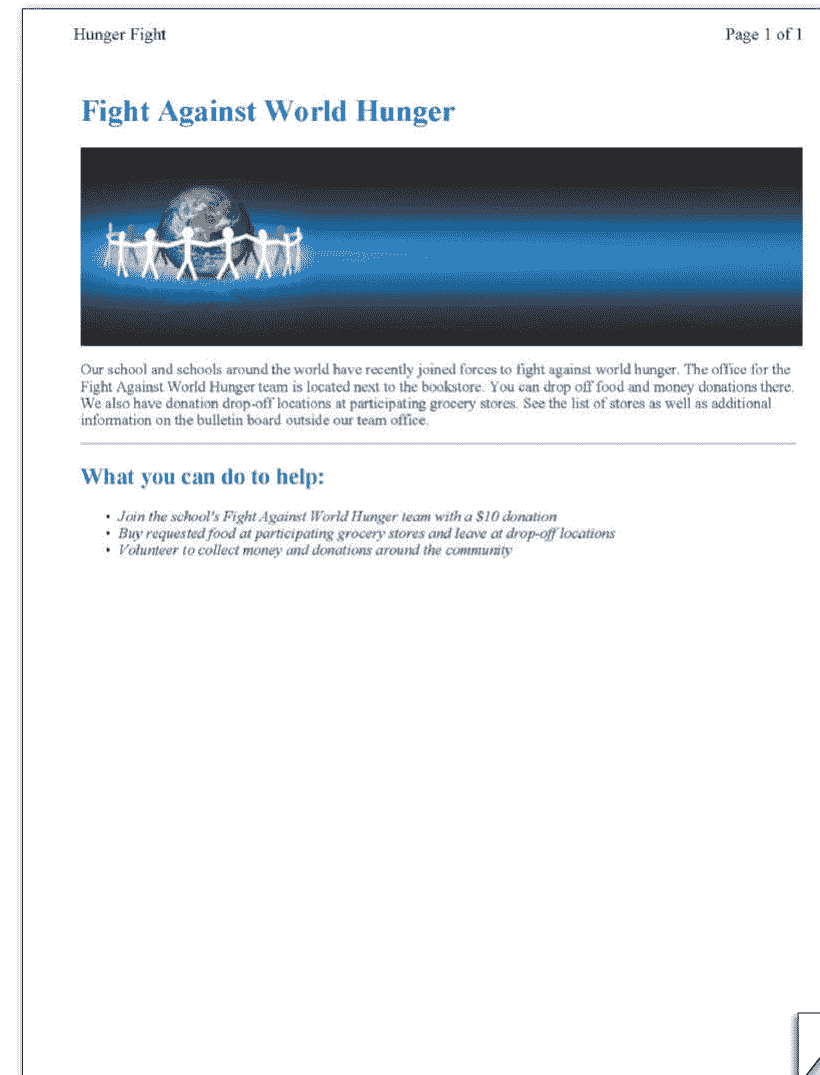 Hunger Fight
Page 1 of 1
Fight Against World Hunger
Our school and schools around the world have recently joined forces to fight against world hunger. The office for the
Fight Against World Hunger team is located next to the bookstore. You can drop off food and money donations there.
We also have donation drop-off locations at participating grocery stores. See the list of stores as well as additional
information on the bulletin board outside our team office.
What you can do to help:
• Join the school's Fight Against World Hunger team with a $10 donation
• Buy requested food at participating grocery stores and leave at drop-off locations
• Volunteer to collect money and donations around the community